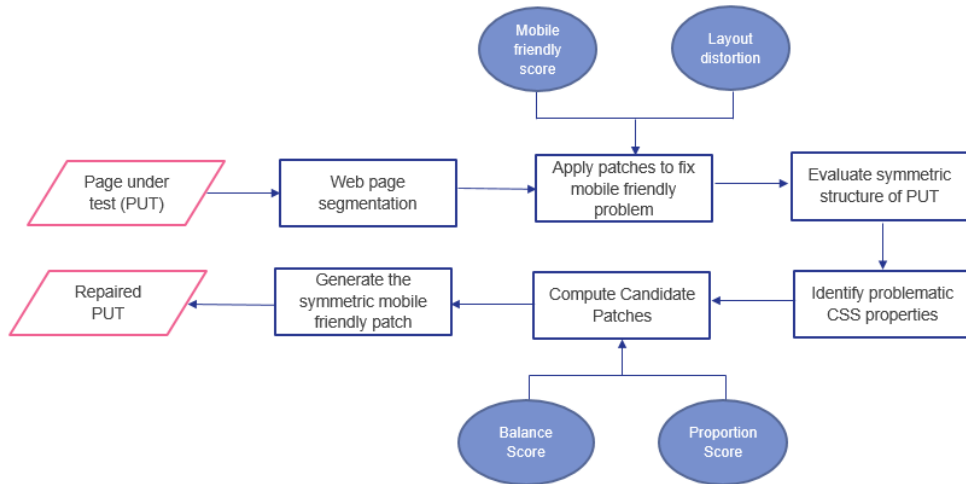 Mobile
friendly
score
Layout
distortion
Page under
test (PUT)
Web page
segmentation
Apply patches to fix
mobile friendly
problem
Evaluate symmetric
structure of PUT
Repaired
PUT
Generate the
symmetric mobile
friendly patch
Compute Candidate
Patches
Identify problematic
CSS properties
Balance
Score
Proportion
Score